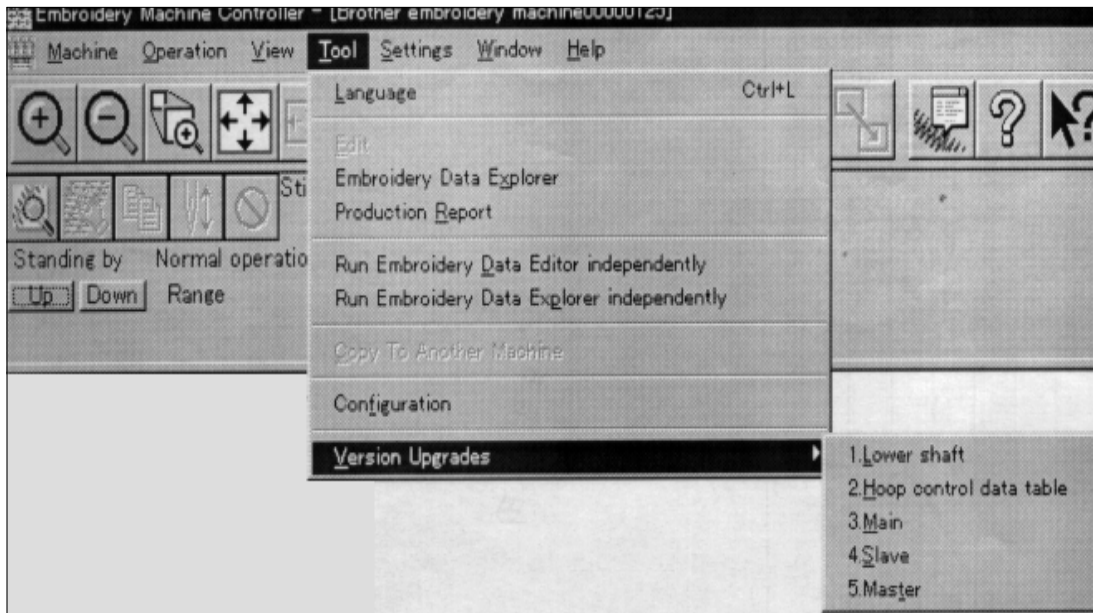 Embroidery Machine Controller - [Brother embroidery machine00000125]
Machine Operation View Tool Settings Window Help
Language Ctrl+L
Edit
Embroidery Data Explorer
Production Report
Sti
Standing by Normal operatio
Run Embroidery Data Editor independently
Up Down Range
Run Embroidery Data Explorer independently
Copy To Another Machine
Configuration
Version Upgrades
1.Lower shaft
2.Hoop control data table
3.Main
4.Slave
5.Master